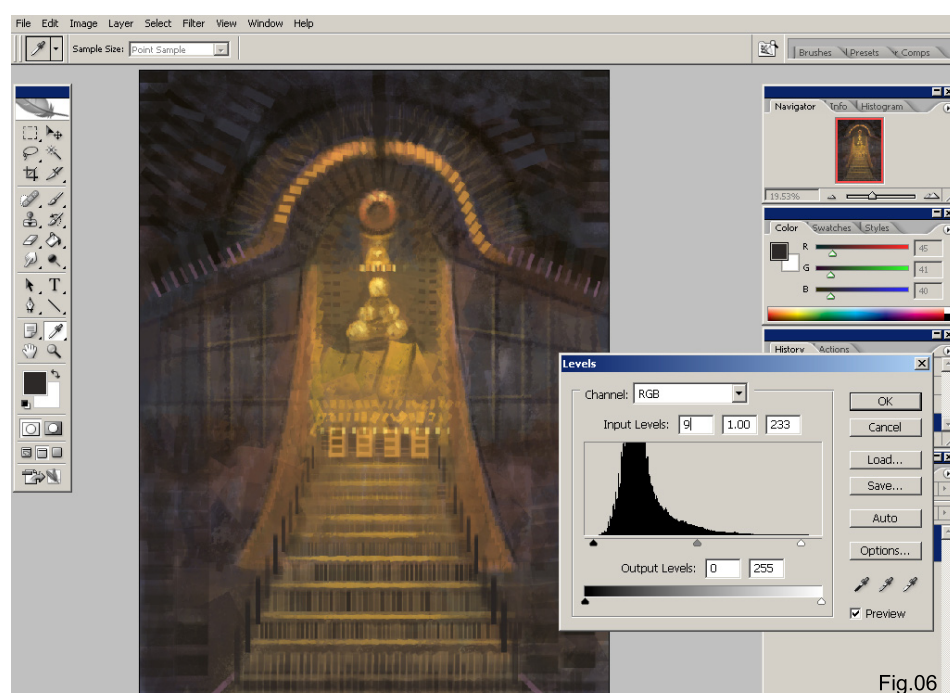 File Edit Image Layer Select Filter View Window Help
Sample Size: Point Sample
Brushes Presets Comps
Navigator Info Histogram
19.53%
Color Swatches Styles
R 45
G 41
B 40
History Actions
Levels
Channel: RGB
OK
Input Levels: 9 1.00 233
Cancel
Load...
Save...
Auto
Options...
Output Levels: 0 255
Preview
Fig.06